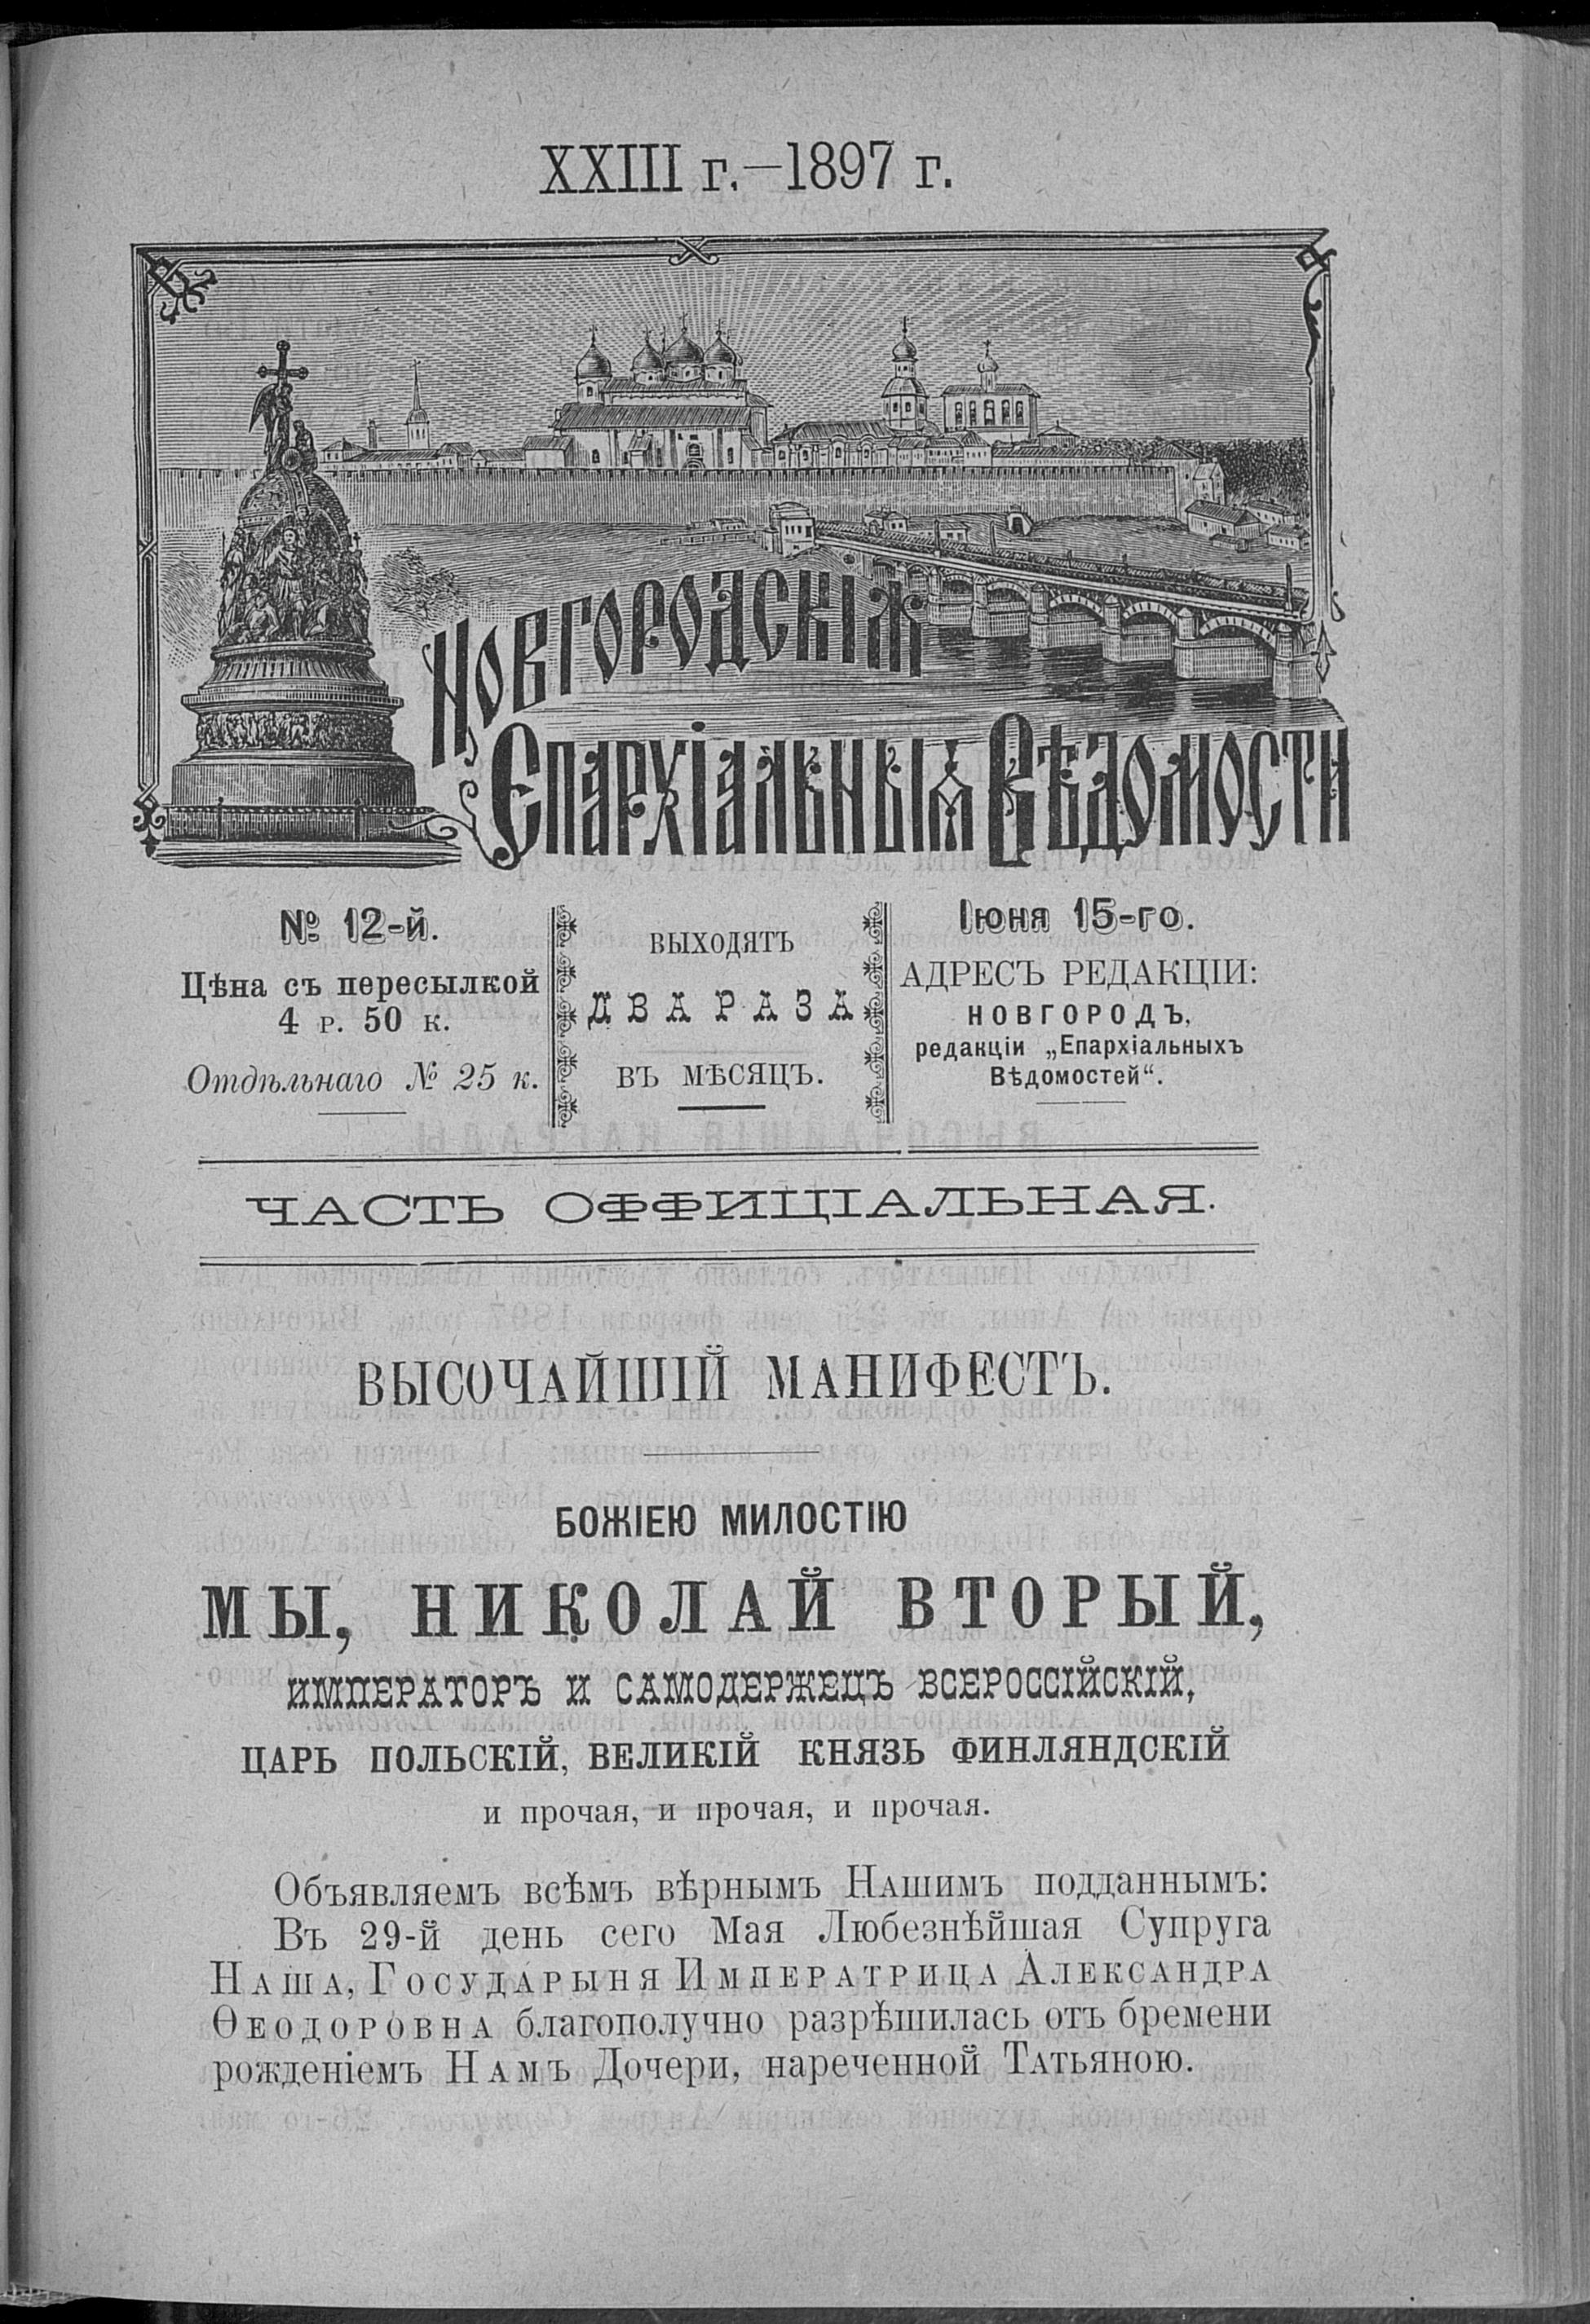 XXIII г.—1897 г.
Новгородскія
Епархіальныя Вѣдомости
№ 12-й.
Цѣна съ пересылкой
4 р. 50 к.
Отдѣльнаго № 25 к.
ВЫХОДЯТЪ
ДВА РАЗА
ВЪ МѢСЯЦЪ.
Іюня 15-го.
АДРЕСЪ РЕДАКЦІИ:
НОВГОРОДЪ,
редакціи „Епархіальныхъ
Вѣдомостей“.
ЧАСТЬ ОФФИЦІАЛЬНАЯ.
ВЫСОЧАЙШІЙ МАНИФЕСТЪ.
БОЖІЕЮ МИЛОСТІЮ
МЫ, НИКОЛАЙ ВТОРЫЙ,
ИМПЕРАТОРЪ И САМОДЕРЖЕЦЪ ВСЕРОССІЙСКІЙ,
ЦАРЬ ПОЛЬСКІЙ, ВЕЛИКІЙ КНЯЗЬ ФИНЛЯНДСКІЙ
и прочая, и прочая, и прочая.
Объявляемъ всѣмъ вѣрнымъ Нашимъ подданнымъ:
Въ 29-й день сего Мая Любезнѣйшая Супруга
Наша, Государыня Императрица Александра
Ѳеодоровна благополучно разрѣшилась отъ бремени
рожденіемъ Намъ Дочери, нареченной Татьяною.